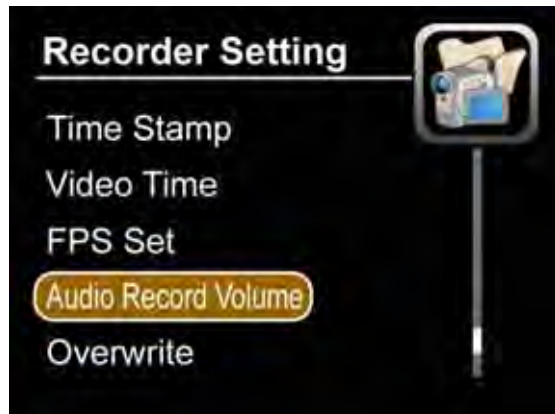 Recorder Setting
Time Stamp
Video Time
FPS Set
Audio Record Volume
Overwrite